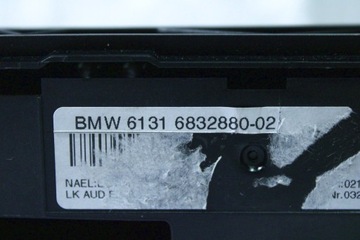 BMW 6131 6832880-02
NAEL:
:021
LK AUD
Nr.032